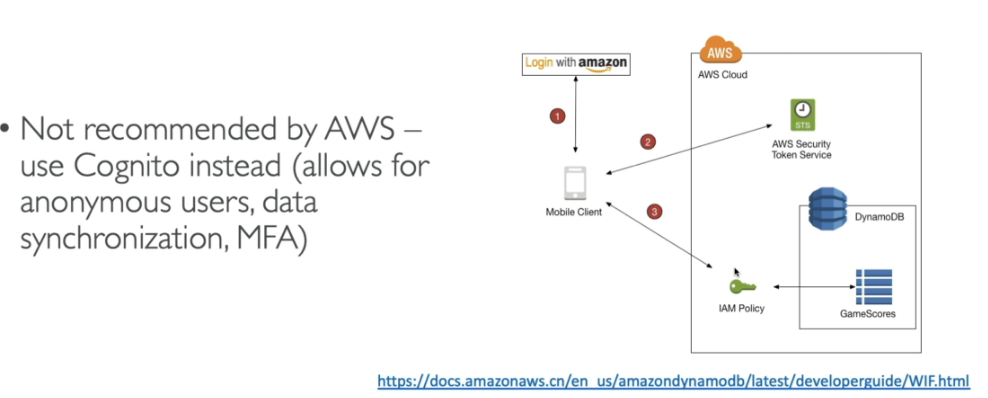 • Not recommended by AWS –
use Cognito instead (allows for
anonymous users, data
synchronization, MFA)
Login with amazon
1
2
3
Mobile Client
AWS
AWS Cloud
STS
AWS Security
Token Service
DynamoDB
IAM Policy
GameScores
https://docs.amazonaws.cn/en_us/amazondynamodb/latest/developerguide/WIF.html